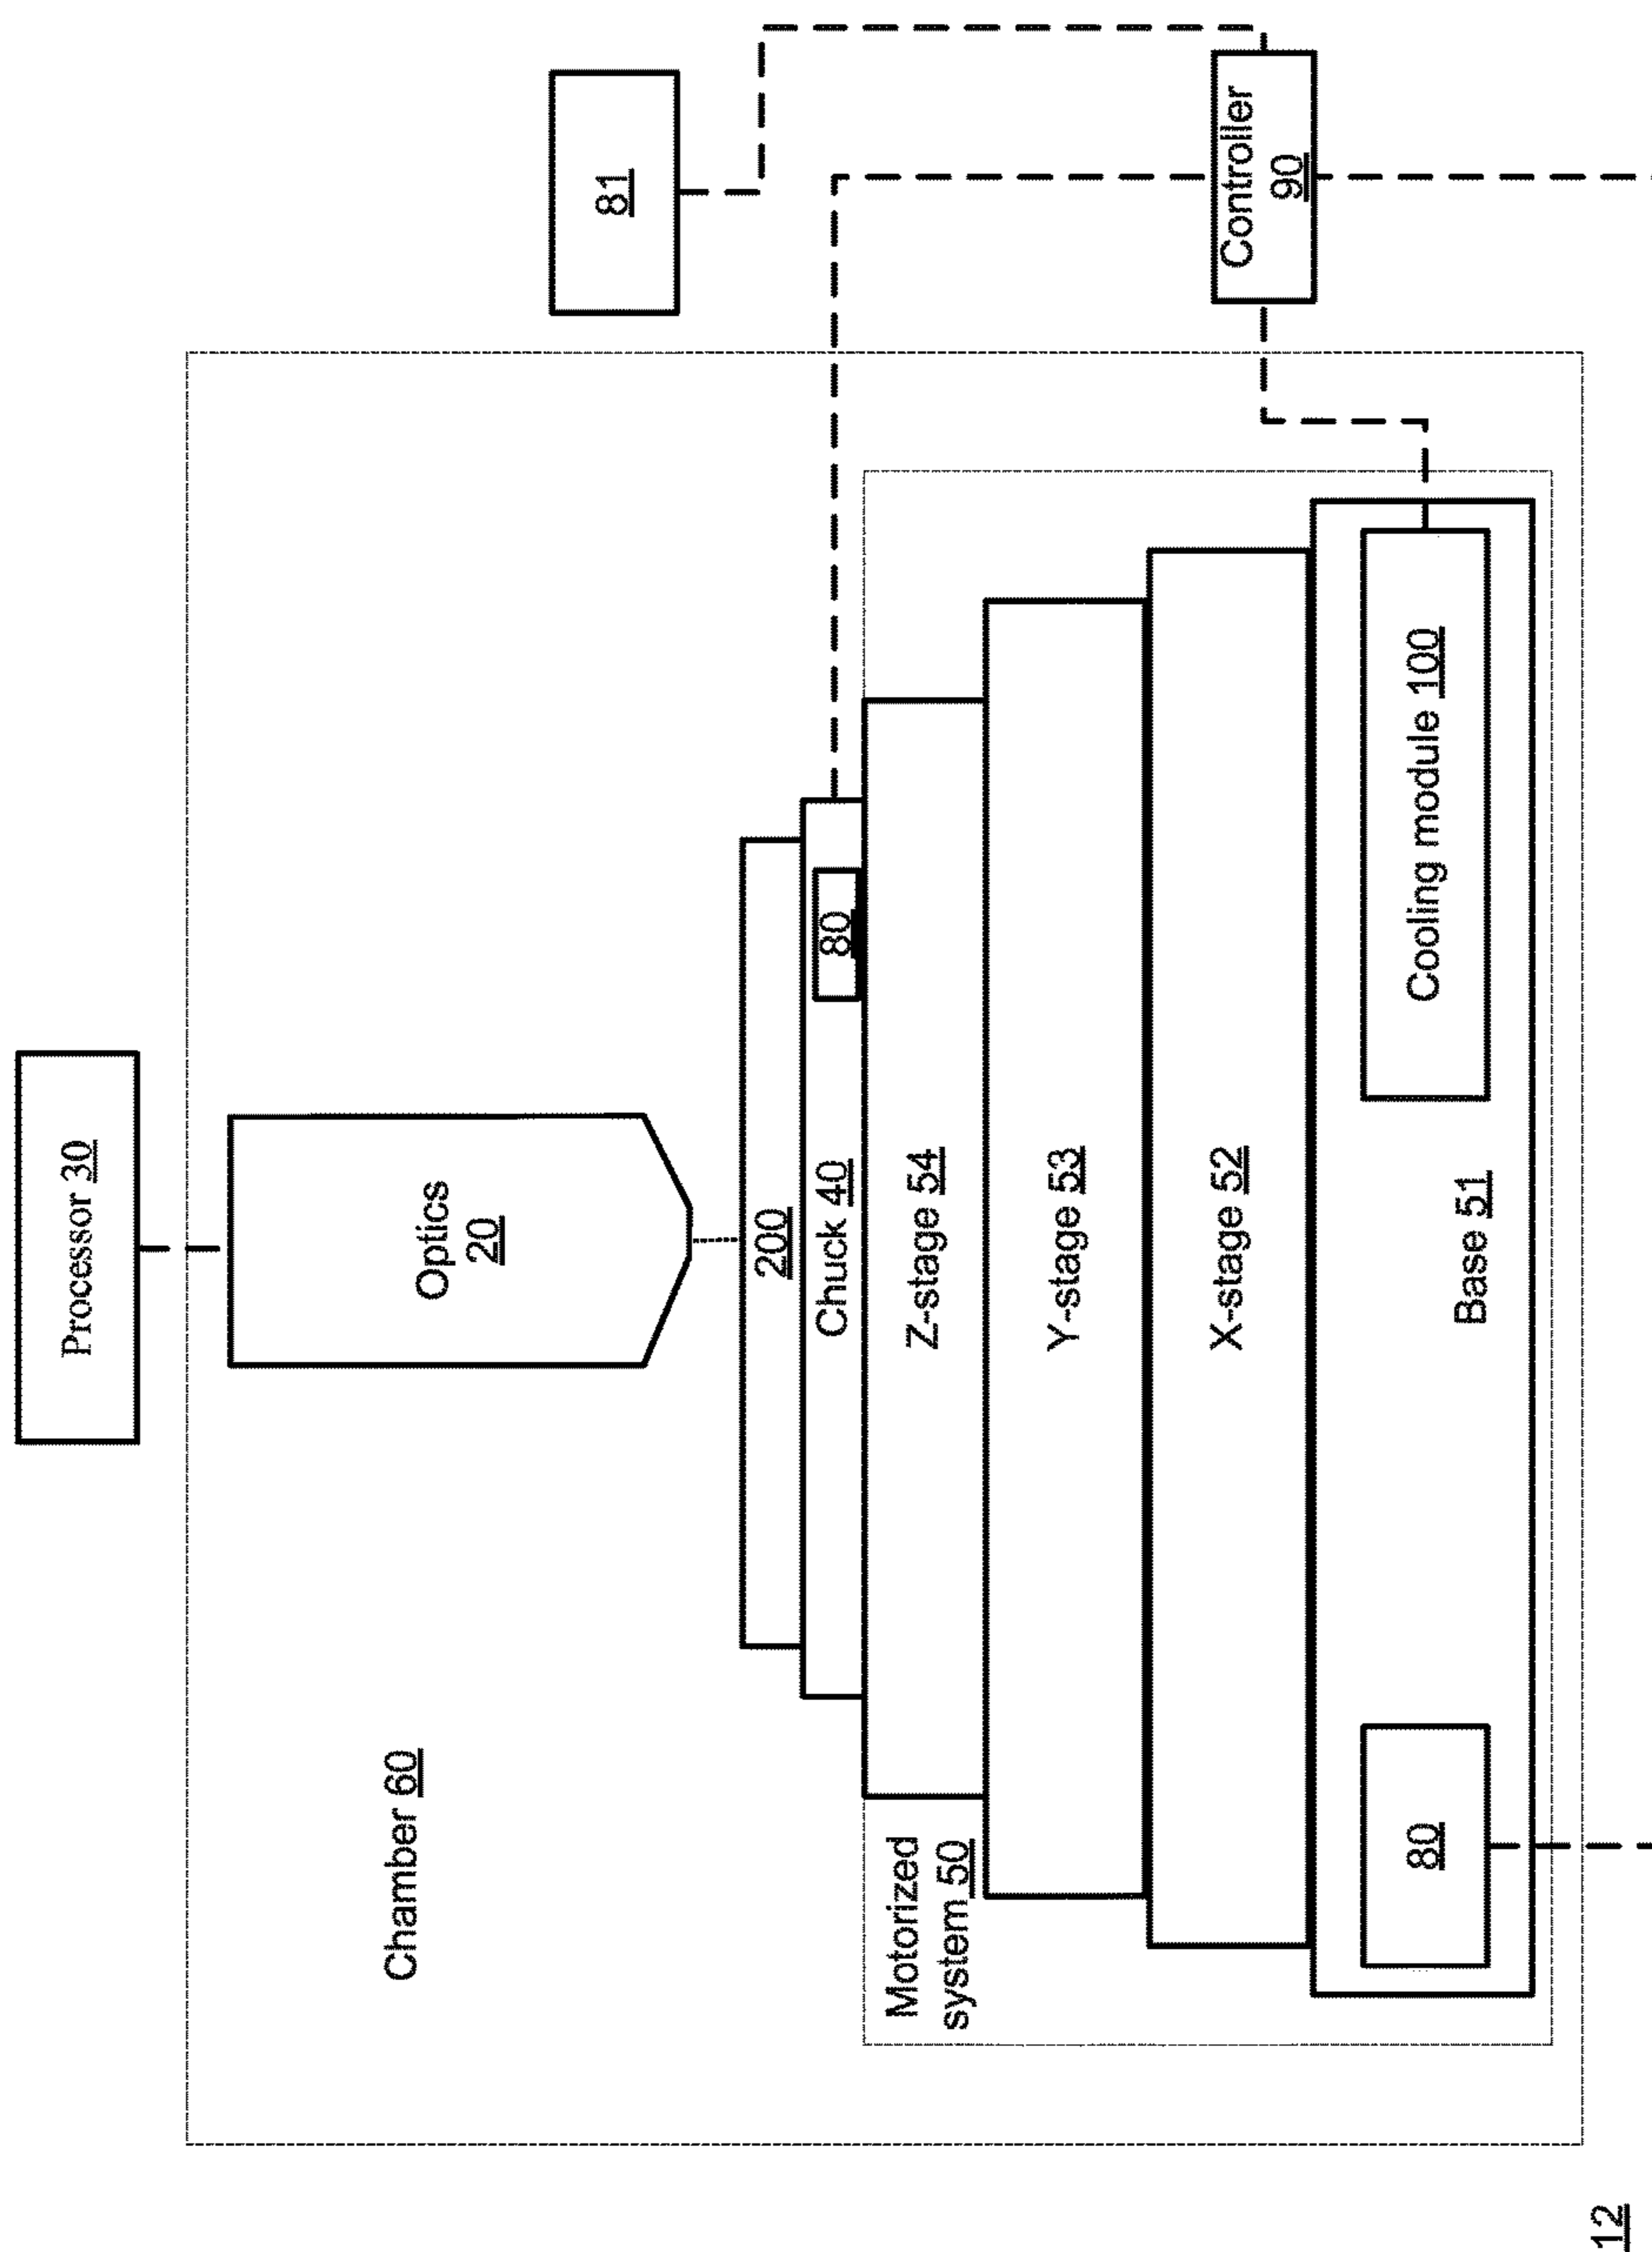 Processor 30
Optics
20
81
Chamber 60
200
Chuck 40
80
Controller
90
Motorized
system 50
Z-stage 54
Y-stage 53
X-stage 52
80
Base 51
Cooling module 100
12